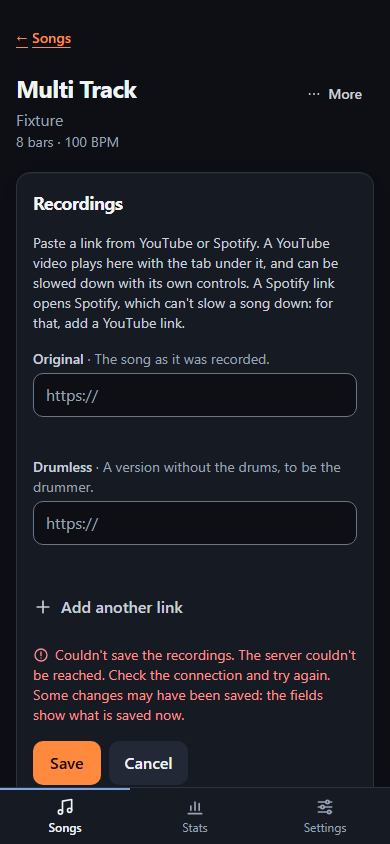 ← Songs
Multi Track
··· More
Fixture
8 bars · 100 BPM
Recordings
Paste a link from YouTube or Spotify. A YouTube
video plays here with the tab under it, and can be
slowed down with its own controls. A Spotify link
opens Spotify, which can't slow a song down: for
that, add a YouTube link.
Original · The song as it was recorded.
https://
Drumless · A version without the drums, to be the
drummer.
https://
+ Add another link
Couldn't save the recordings. The server couldn't
be reached. Check the connection and try again.
Some changes may have been saved: the fields
show what is saved now.
Save Cancel
Songs Stats Settings